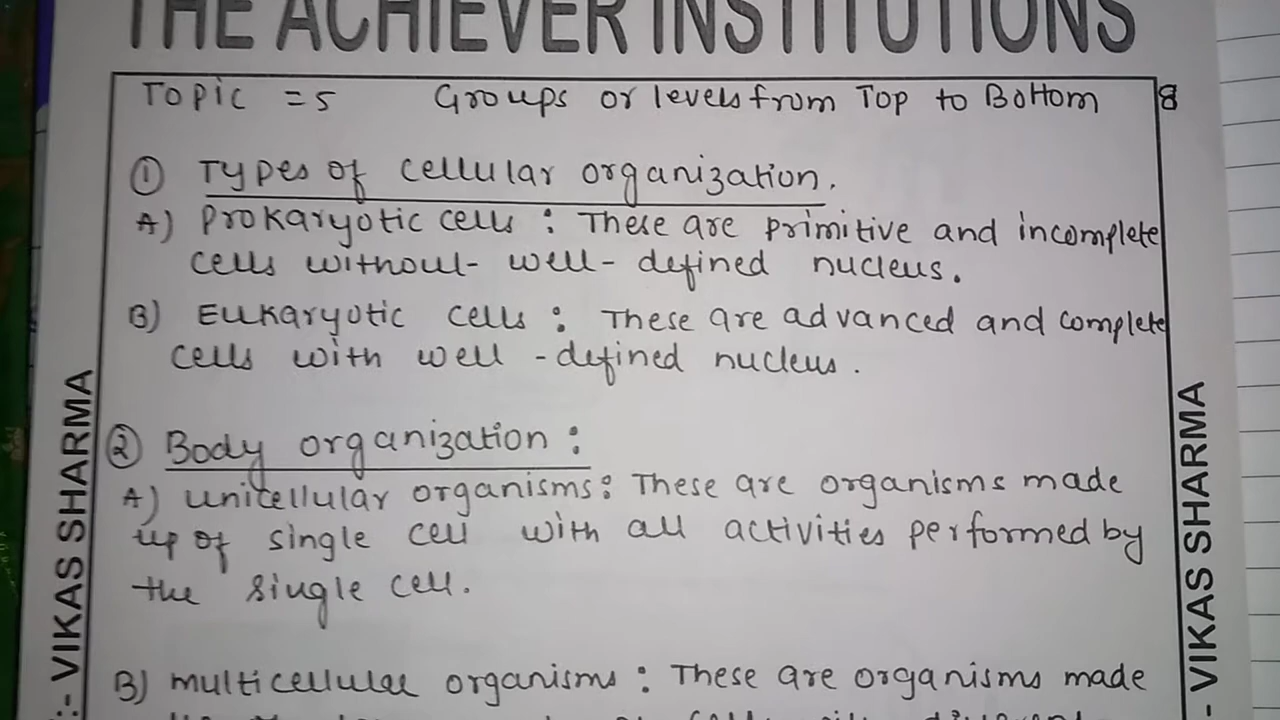 THE ACHIEVER INSTITUTIONS
Topic = 5 Groups or levels from Top to Bottom
8
① Types of cellular organization.
A) Prokaryotic cells : These are primitive and incomplete
cells without well-defined nucleus.
B) Eukaryotic cells : These are advanced and complete
cells with well-defined nucleus.
② Body organization :
A) unicellular organisms : These are organisms made
up of single cell with all activities performed by
the single cell.
B) multicellular organisms : These are organisms made
:- VIKAS SHARMA
- VIKAS SHARMA